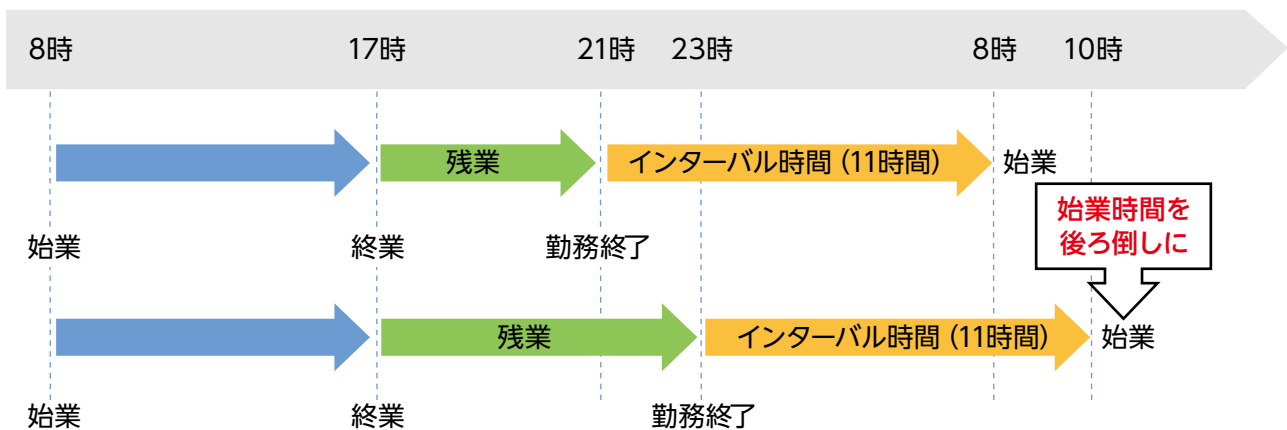 8時 17時 21時 23時 8時 10時
残業 インターバル時間 (11時間) 始業
始業時間を
後ろ倒しに
始業 終業 勤務終了
残業 インターバル時間 (11時間) 始業
始業 終業 勤務終了